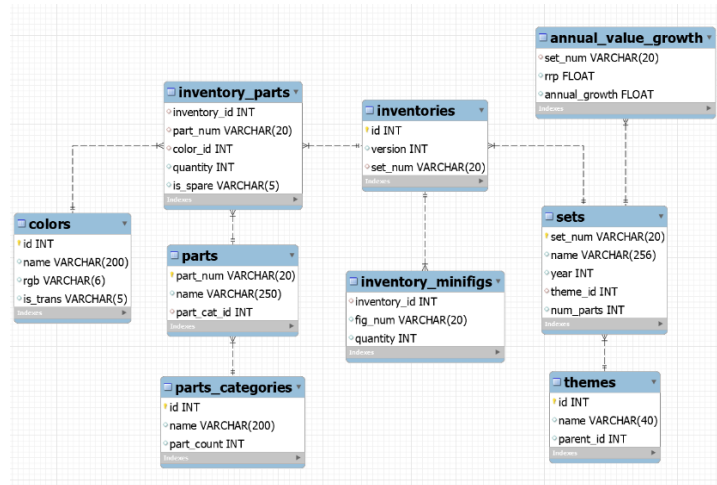 annual_value_growth
set_num VARCHAR(20)
rrp FLOAT
annual_growth FLOAT
Indexes
inventory_parts
inventory_id INT
part_num VARCHAR(20)
color_id INT
quantity INT
is_spare VARCHAR(5)
Indexes
inventories
id INT
version INT
set_num VARCHAR(20)
Indexes
colors
id INT
name VARCHAR(200)
rgb VARCHAR(6)
is_trans VARCHAR(5)
Indexes
parts
part_num VARCHAR(20)
name VARCHAR(250)
part_cat_id INT
Indexes
inventory_minifigs
inventory_id INT
fig_num VARCHAR(20)
quantity INT
Indexes
sets
set_num VARCHAR(20)
name VARCHAR(256)
year INT
theme_id INT
num_parts INT
Indexes
parts_categories
id INT
name VARCHAR(200)
part_count INT
Indexes
themes
id INT
name VARCHAR(40)
parent_id INT
Indexes